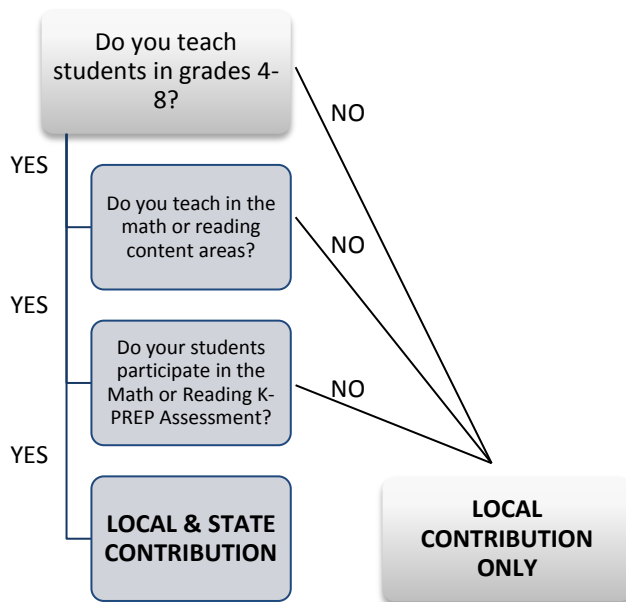 Do you teach
students in grades 4-
8?
NO
YES
Do you teach in the
math or reading
content areas?
NO
YES
Do your students
participate in the
Math or Reading K-
PREP Assessment?
NO
YES
LOCAL & STATE
CONTRIBUTION
LOCAL
CONTRIBUTION
ONLY